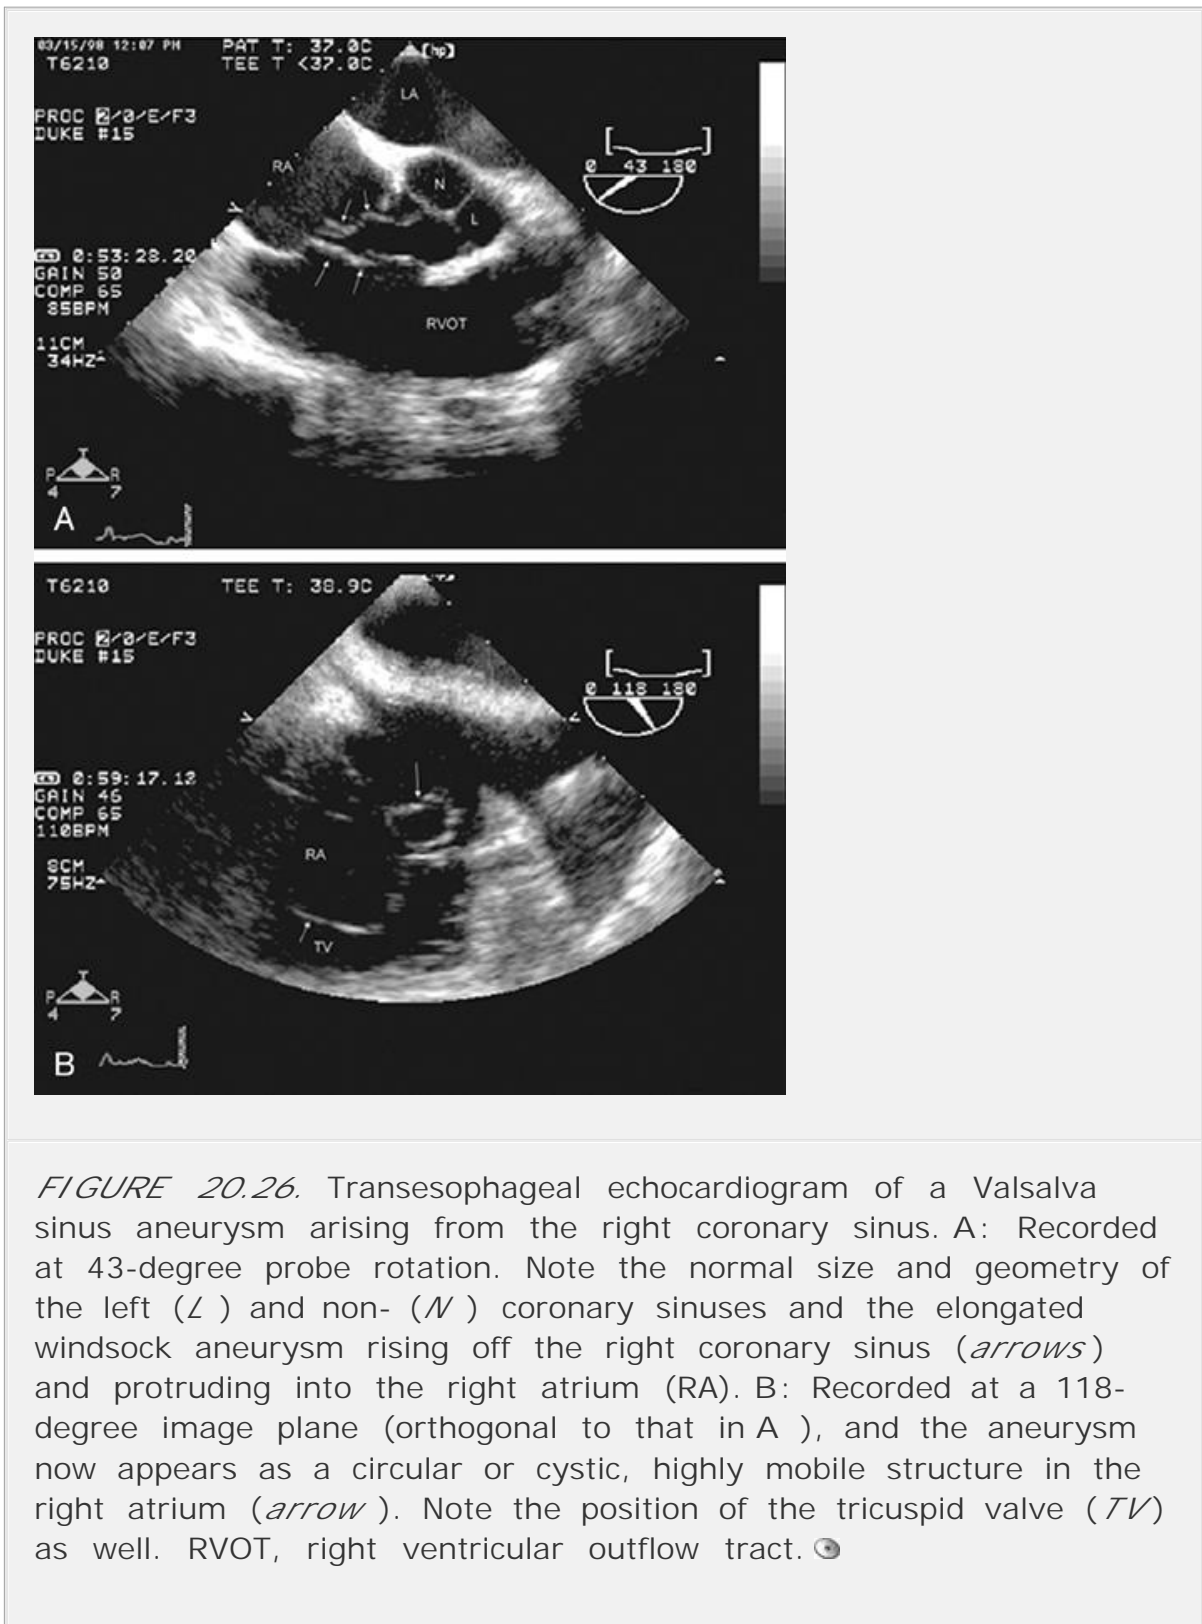 03/15/98 12:07 PM PAT T: 37.0C [hp]
T6210 TEE T <37.0C
LA
PROC 2/0/E/F3
DUKE #15
0 43 180
RA
N
L
0:53:28.20
GAIN 50
COMP 65
85BPM
RVOT
11CM
34HZ
P T R
4 7
A
T6210 TEE T: 38.9C
PROC 2/0/E/F3
DUKE #15
0 118 180
0:59:17.12
GAIN 46
COMP 65
110BPM
RA
8CM
75HZ
TV
P T R
4 7
B
FIGURE 20.26. Transesophageal echocardiogram of a Valsalva
sinus aneurysm arising from the right coronary sinus. A: Recorded
at 43-degree probe rotation. Note the normal size and geometry of
the left (L ) and non- (N ) coronary sinuses and the elongated
windsock aneurysm rising off the right coronary sinus (arrows)
and protruding into the right atrium (RA). B: Recorded at a 118-
degree image plane (orthogonal to that in A ), and the aneurysm
now appears as a circular or cystic, highly mobile structure in the
right atrium (arrow ). Note the position of the tricuspid valve (TV)
as well. RVOT, right ventricular outflow tract.